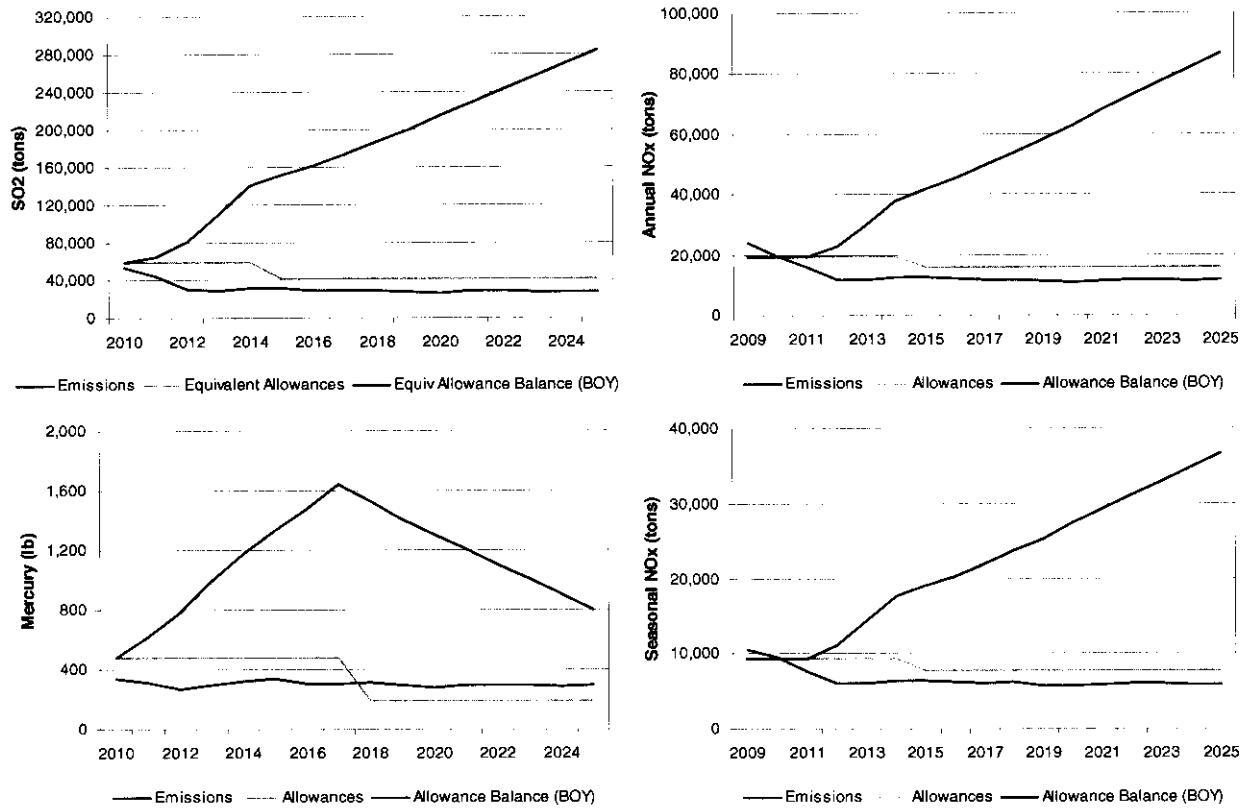 SO2 (tons)
320,000
280,000
240,000
200,000
160,000
120,000
80,000
40,000
0
2010 2012 2014 2016 2018 2020 2022 2024
Emissions Equivalent Allowances Equiv Allowance Balance (BOY)
Annual NOx (tons)
100,000
80,000
60,000
40,000
20,000
0
2009 2011 2013 2015 2017 2019 2021 2023 2025
Emissions Allowances Allowance Balance (BOY)
Mercury (lb)
2,000
1,600
1,200
800
400
0
2010 2012 2014 2016 2018 2020 2022 2024
Emissions Allowances Allowance Balance (BOY)
Seasonal NOx (tons)
40,000
30,000
20,000
10,000
0
2009 2011 2013 2015 2017 2019 2021 2023 2025
Emissions Allowances Allowance Balance (BOY)